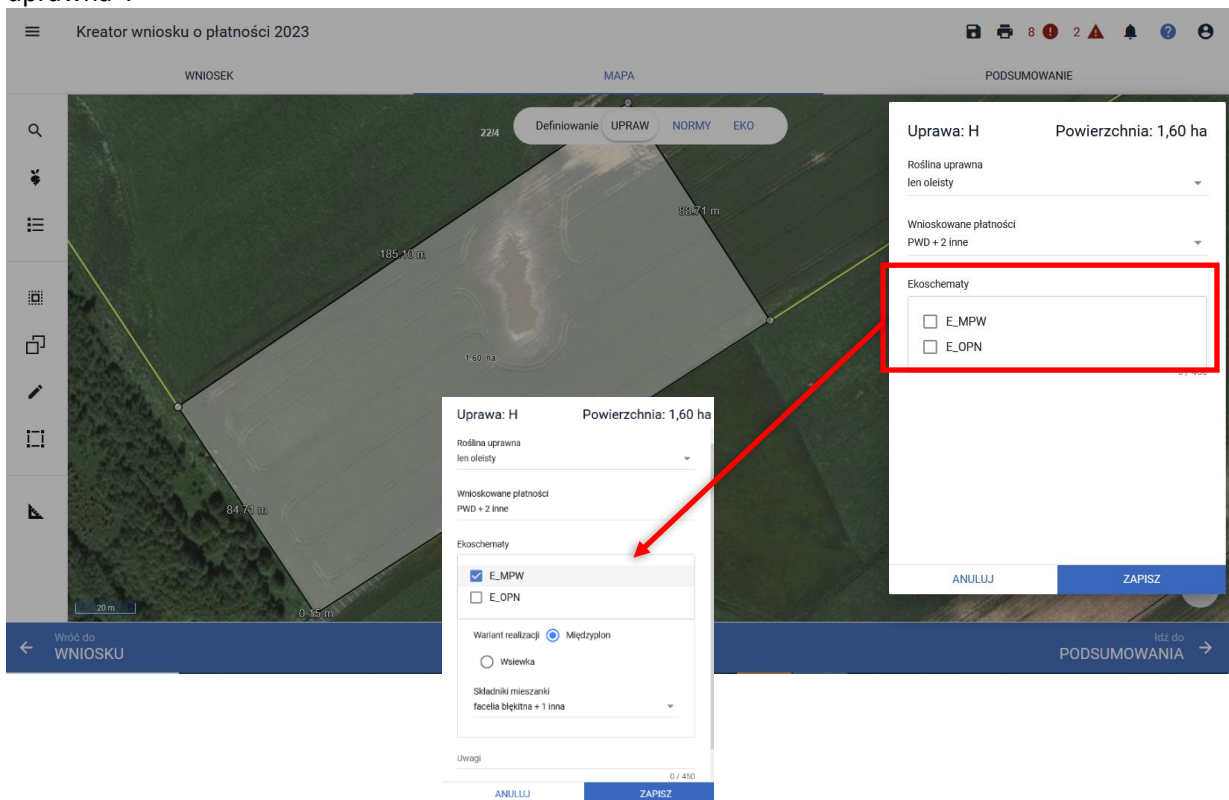 uprawna".
Kreator wniosku o płatności 2023
8 2
WNIOSEK MAPA PODSUMOWANIE
22/4
Definiowanie UPRAW NORMY EKO
88.71 m
185.10 m
1.60 ha
84.71 m
0.15 m
20 m
Uprawa: H Powierzchnia: 1,60 ha
Roślina uprawna
len oleisty
Wnioskowane płatności
PWD + 2 inne
Ekoschematy
E_MPW
E_OPN
0 / 450
ANULUJ ZAPISZ
Uprawa: H Powierzchnia: 1,60 ha
Roślina uprawna
len oleisty
Wnioskowane płatności
PWD + 2 inne
Ekoschematy
E_MPW
E_OPN
Wariant realizacji Międzyplon
Wsiewka
Składniki mieszanki
facelia błękitna + 1 inna
Uwagi
0 / 450
ANULUJ ZAPISZ
Wróć do
WNIOSKU
Idź do
PODSUMOWANIA